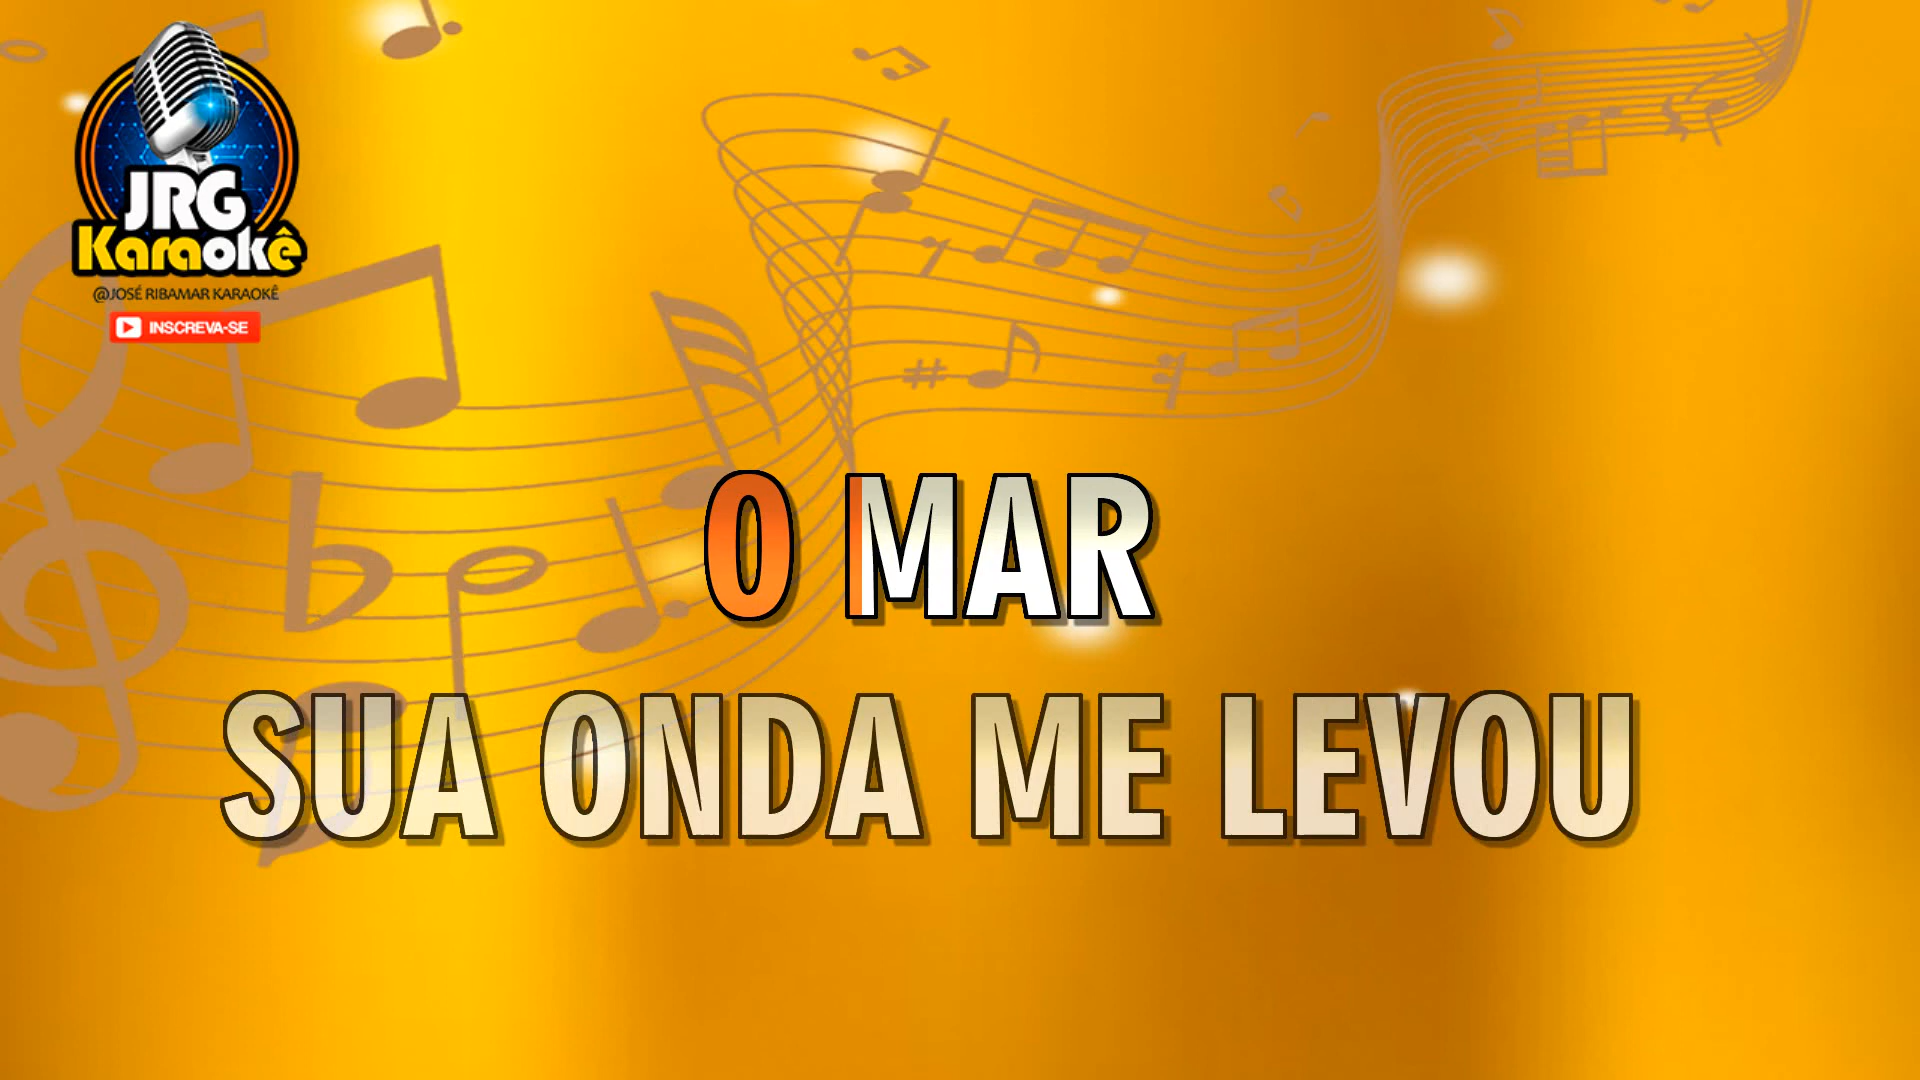 JRG
Karaokê
@JOSÉ RIBAMAR KARAOKÊ
INSCREVA-SE
O MAR
SUA ONDA ME LEVOU